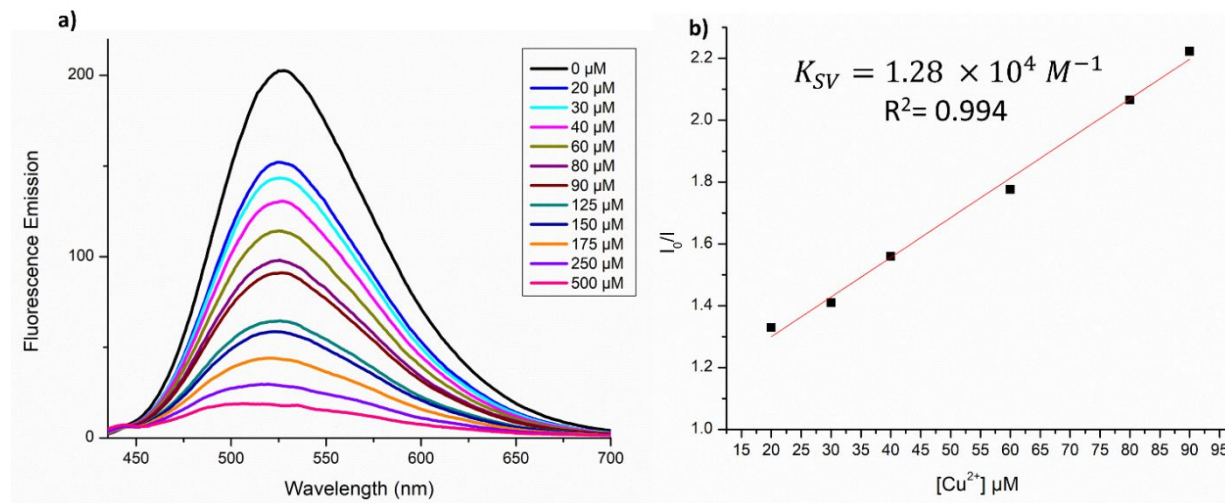 a)
Fluorescence Emission
200
100
0
450
500
550
600
650
700
Wavelength (nm)
0 µM
20 µM
30 µM
40 µM
60 µM
80 µM
90 µM
125 µM
150 µM
175 µM
250 µM
500 µM
b)
K_SV = 1.28 × 10⁴ M⁻¹
R²= 0.994
I₀/I
2.2
2.0
1.8
1.6
1.4
1.2
1.0
15 20 25 30 35 40 45 50 55 60 65 70 75 80 85 90 95
[Cu²⁺] µM